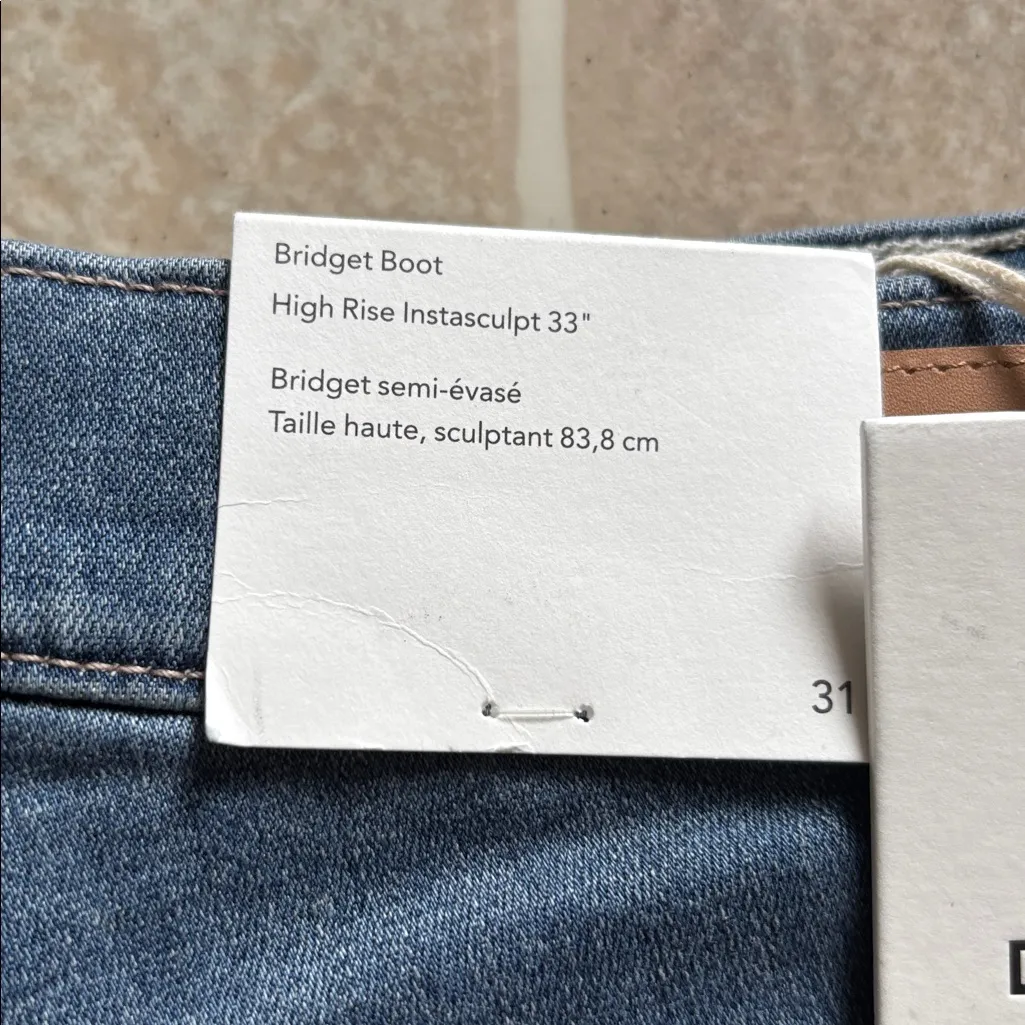 Bridget Boot
High Rise Instasculpt 33"
Bridget semi-évasé
Taille haute, sculptant 83,8 cm
31